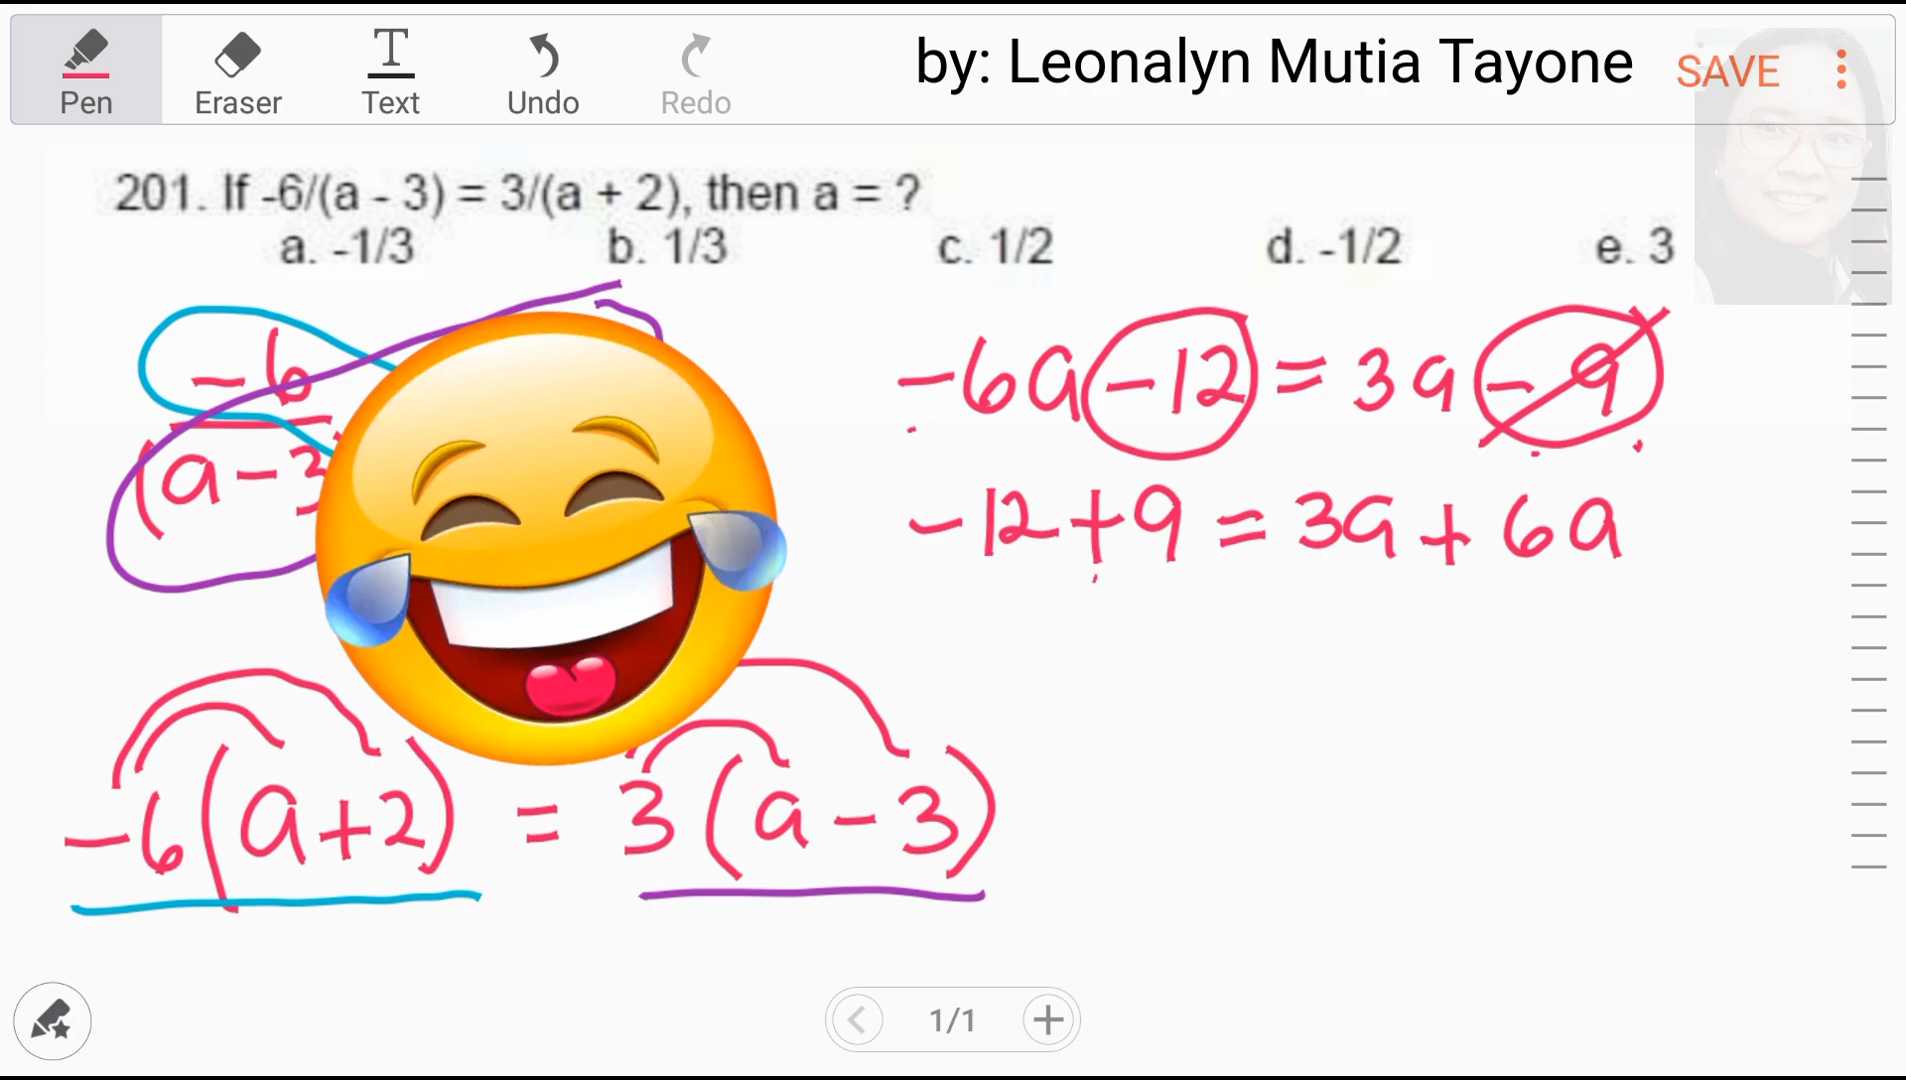 Pen Eraser Text Undo Redo by: Leonalyn Mutia Tayone SAVE
201. If -6/(a - 3) = 3/(a + 2), then a = ?
a. -1/3 b. 1/3 c. 1/2 d. -1/2 e. 3
-6
(a-3
-6a-12=3a-9
-12+9=3a+6a
-6(a+2) = 3(a-3)
1/1